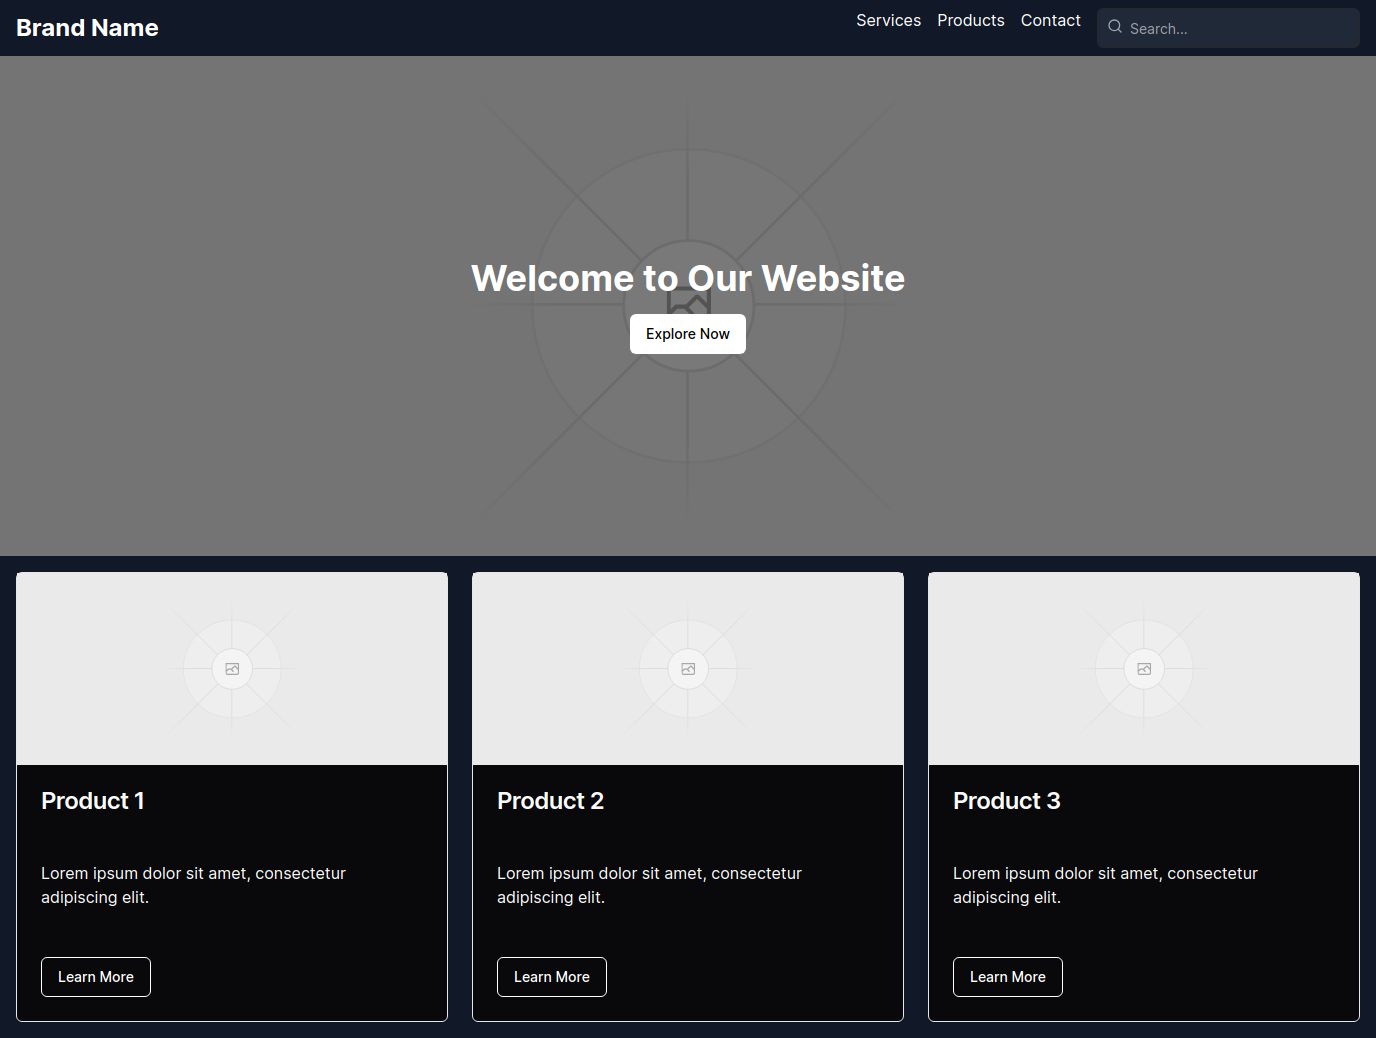 Brand Name
Services Products Contact Search...
Welcome to Our Website
Explore Now
Product 1
Lorem ipsum dolor sit amet, consectetur
adipiscing elit.
Learn More
Product 2
Lorem ipsum dolor sit amet, consectetur
adipiscing elit.
Learn More
Product 3
Lorem ipsum dolor sit amet, consectetur
adipiscing elit.
Learn More